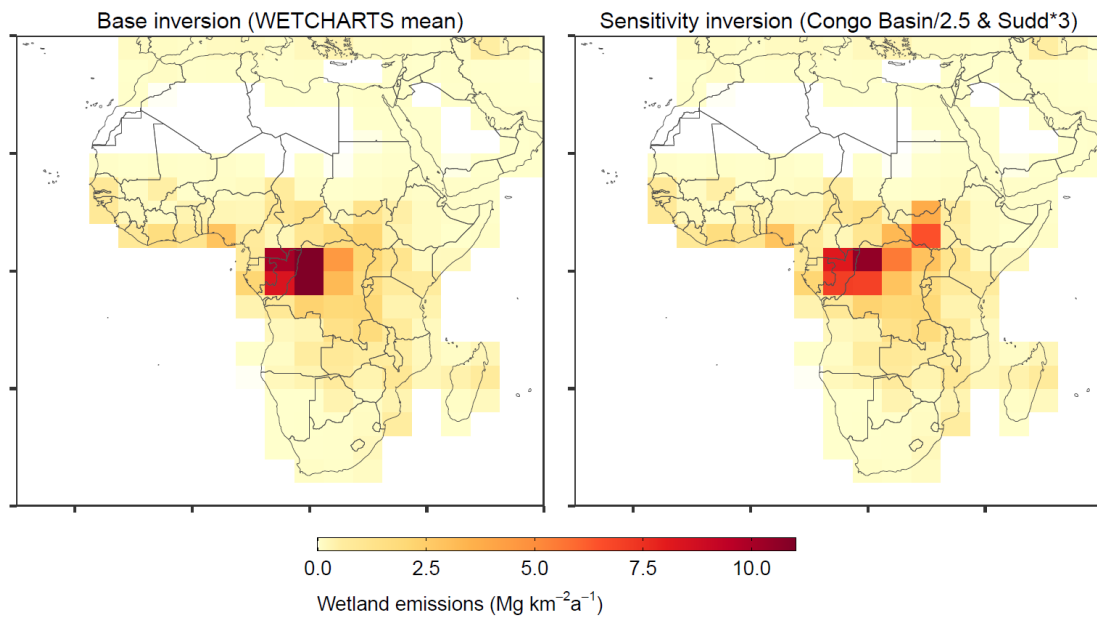 Base inversion (WETCHARTS mean)
Sensitivity inversion (Congo Basin/2.5 & Sudd*3)
0.0 2.5 5.0 7.5 10.0
Wetland emissions (Mg km⁻²a⁻¹)